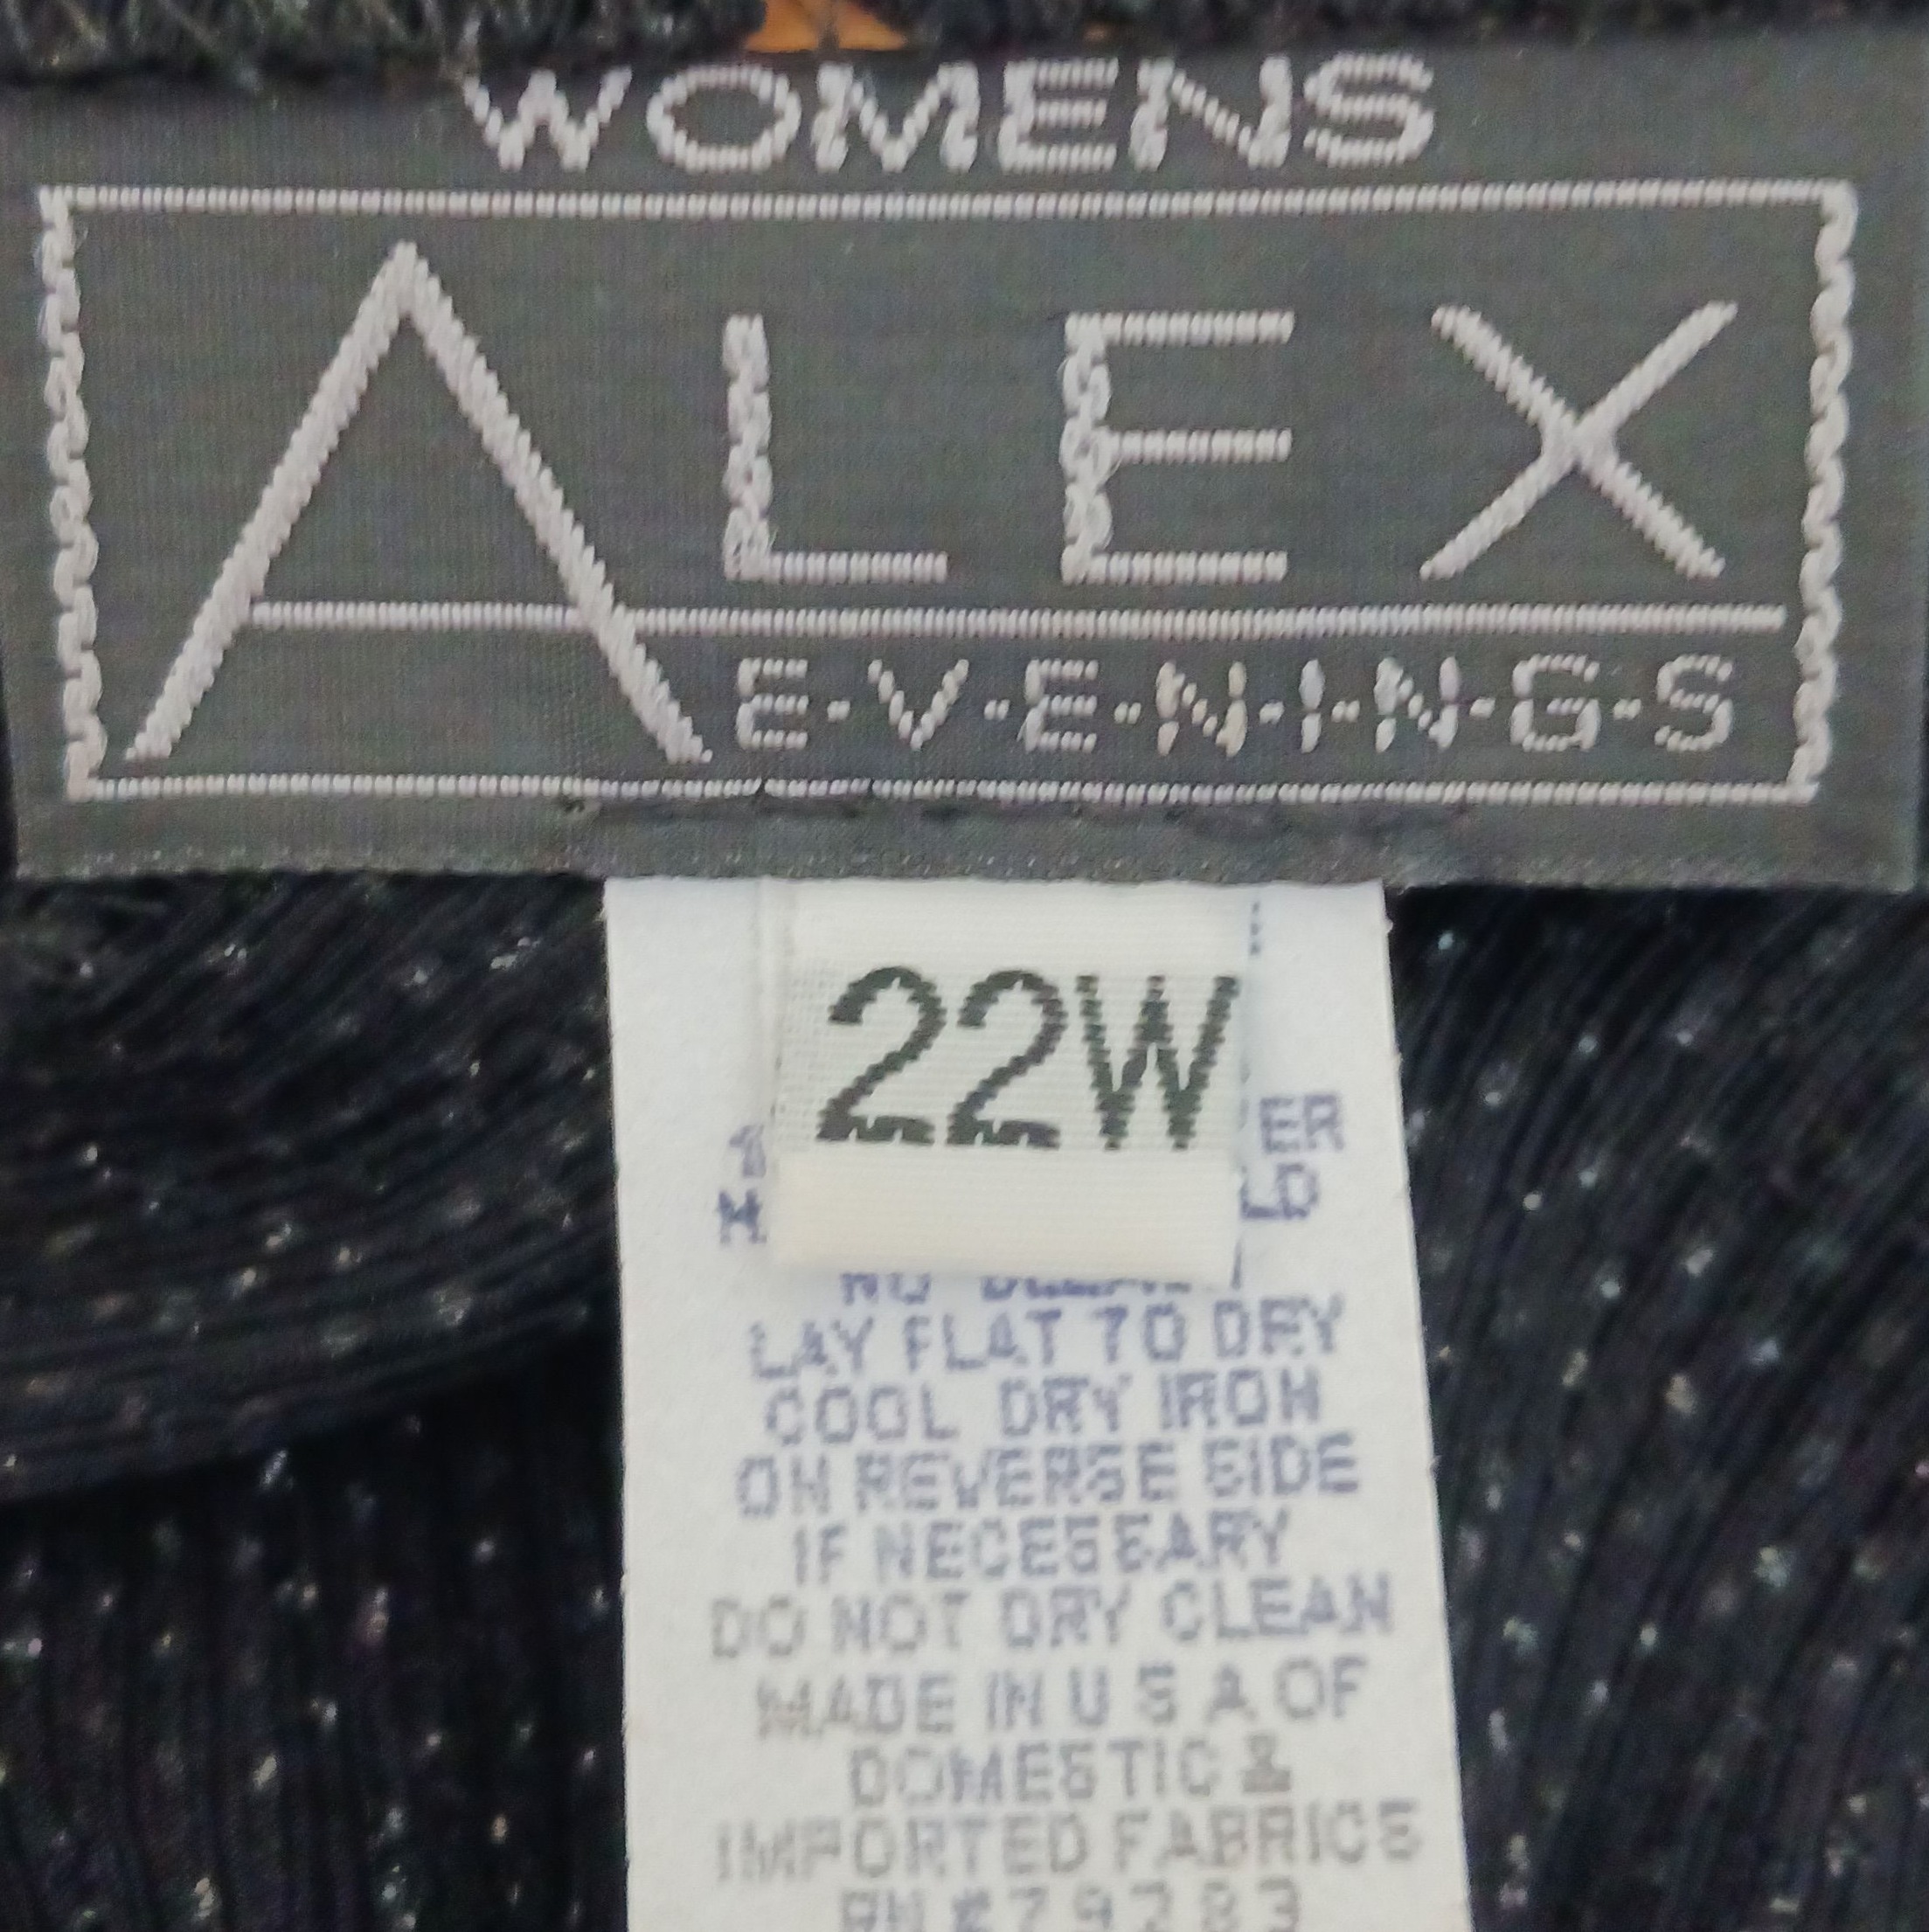 WOMENS
ALEX
E-V-E-N-I-N-G-S
22W
LAY FLAT TO DRY
COOL DRY IRON
ON REVERSE SIDE
IF NECESSARY
DO NOT DRY CLEAN
MADE IN U S A OF
DOMESTIC &
IMPORTED FABRICS